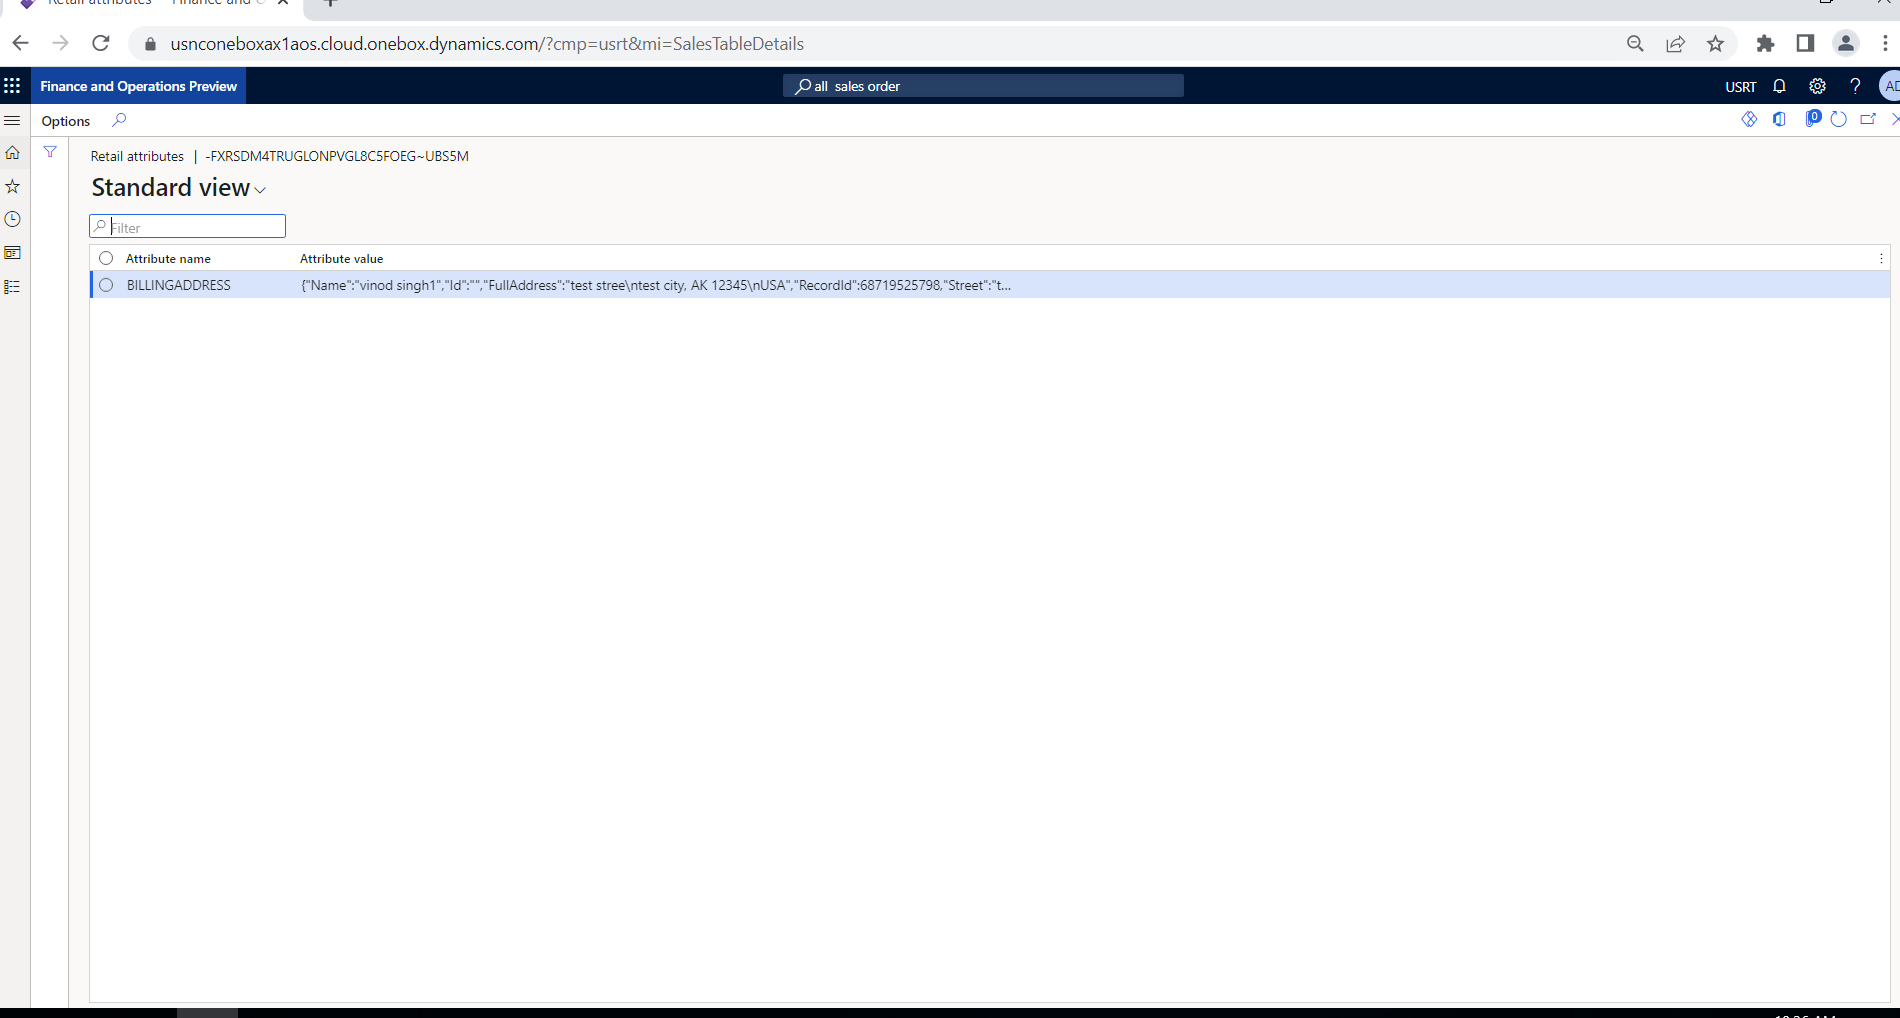 Retail attributes -- Finance and O
usnconeboxax1aos.cloud.onebox.dynamics.com/?cmp=usrt&mi=SalesTableDetails
Finance and Operations Preview
all sales order
USRT
?
AD
Options
0
Retail attributes | -FXRSDM4TRUGLONPVGL8C5FOEG~UBS5M
Standard view
Filter
Attribute name
Attribute value
BILLINGADDRESS
{"Name":"vinod singh1","Id":"","FullAddress":"test stree\ntest city, AK 12345\nUSA","RecordId":68719525798,"Street":"t...